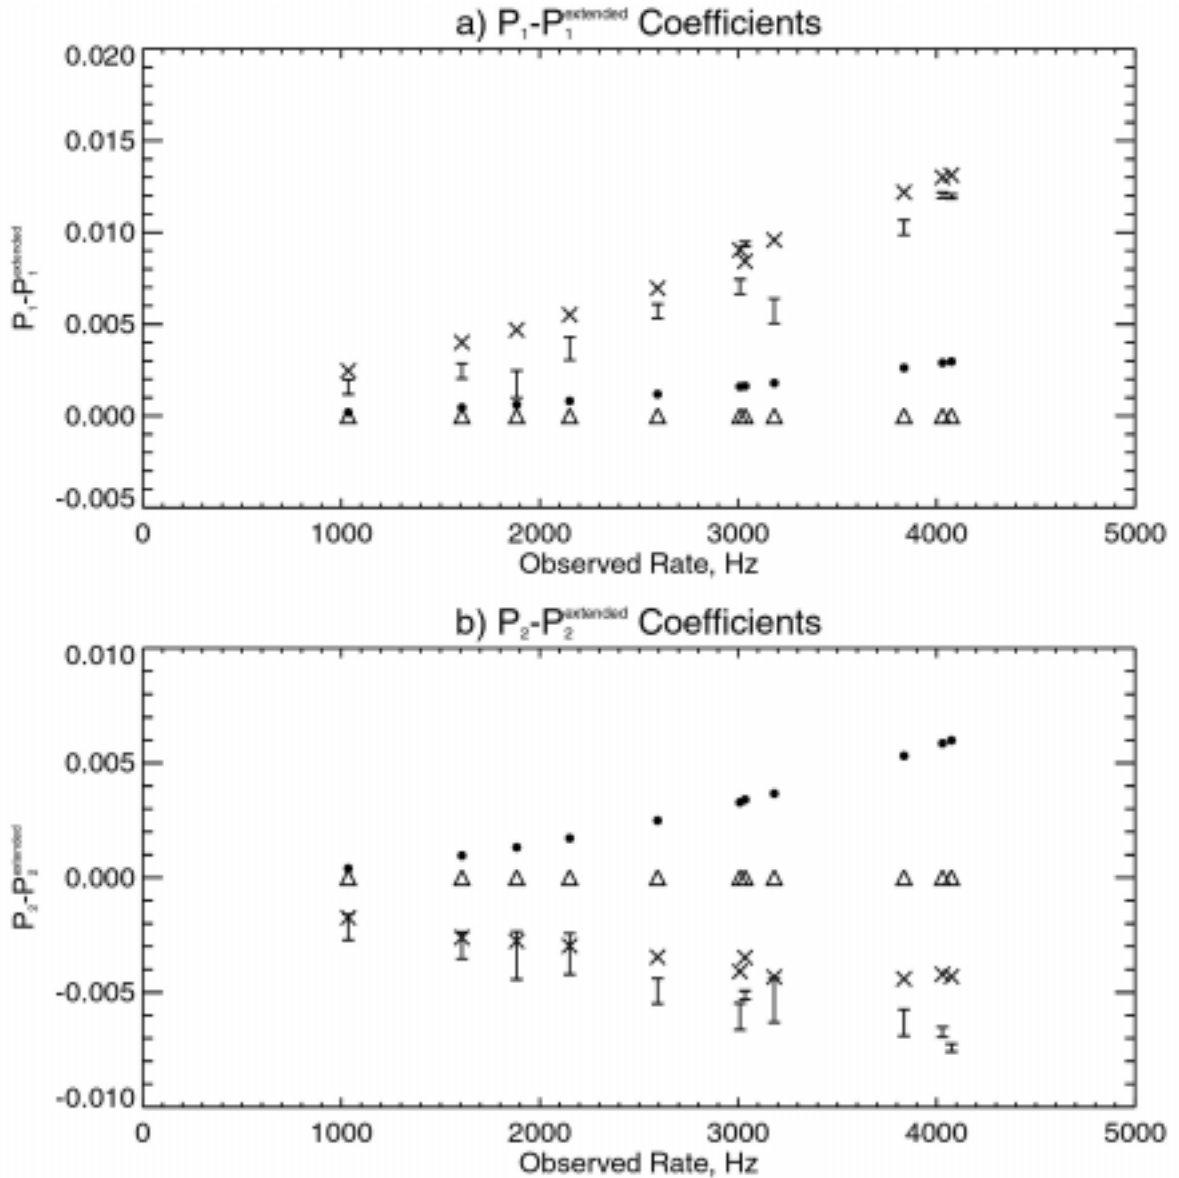 a) P₁-P₁ᵉˣᵗᵉⁿᵈᵉᵈ Coefficients
0.020
0.015
0.010
0.005
0.000
-0.005
P₁-P₁ᵉˣᵗᵉⁿᵈᵉᵈ
0 1000 2000 3000 4000 5000
Observed Rate, Hz
b) P₂-P₂ᵉˣᵗᵉⁿᵈᵉᵈ Coefficients
0.010
0.005
0.000
-0.005
-0.010
P₂-P₂ᵉˣᵗᵉⁿᵈᵉᵈ
0 1000 2000 3000 4000 5000
Observed Rate, Hz